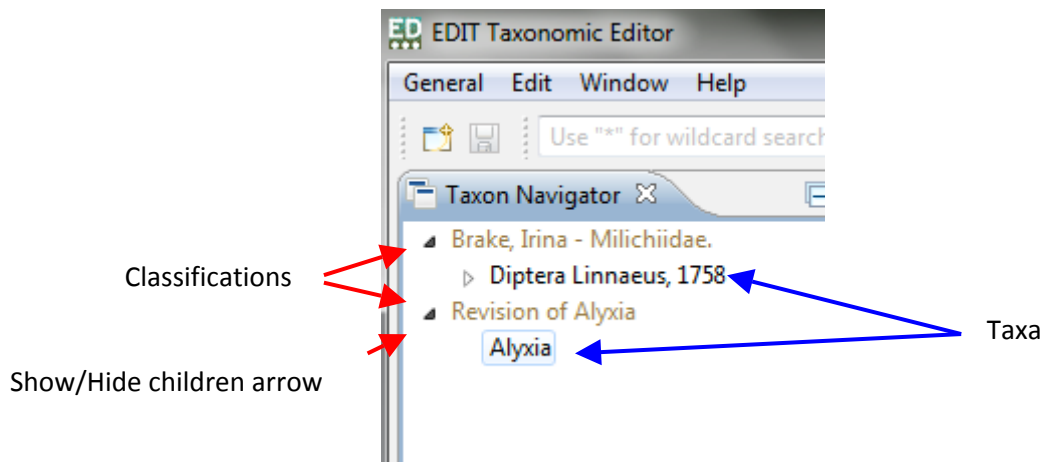 ED EDIT Taxonomic Editor
General Edit Window Help
Use "*" for wildcard search
Taxon Navigator
Brake, Irina - Milichiidae.
Classifications
Diptera Linnaeus, 1758
Revision of Alyxia
Taxa
Alyxia
Show/Hide children arrow